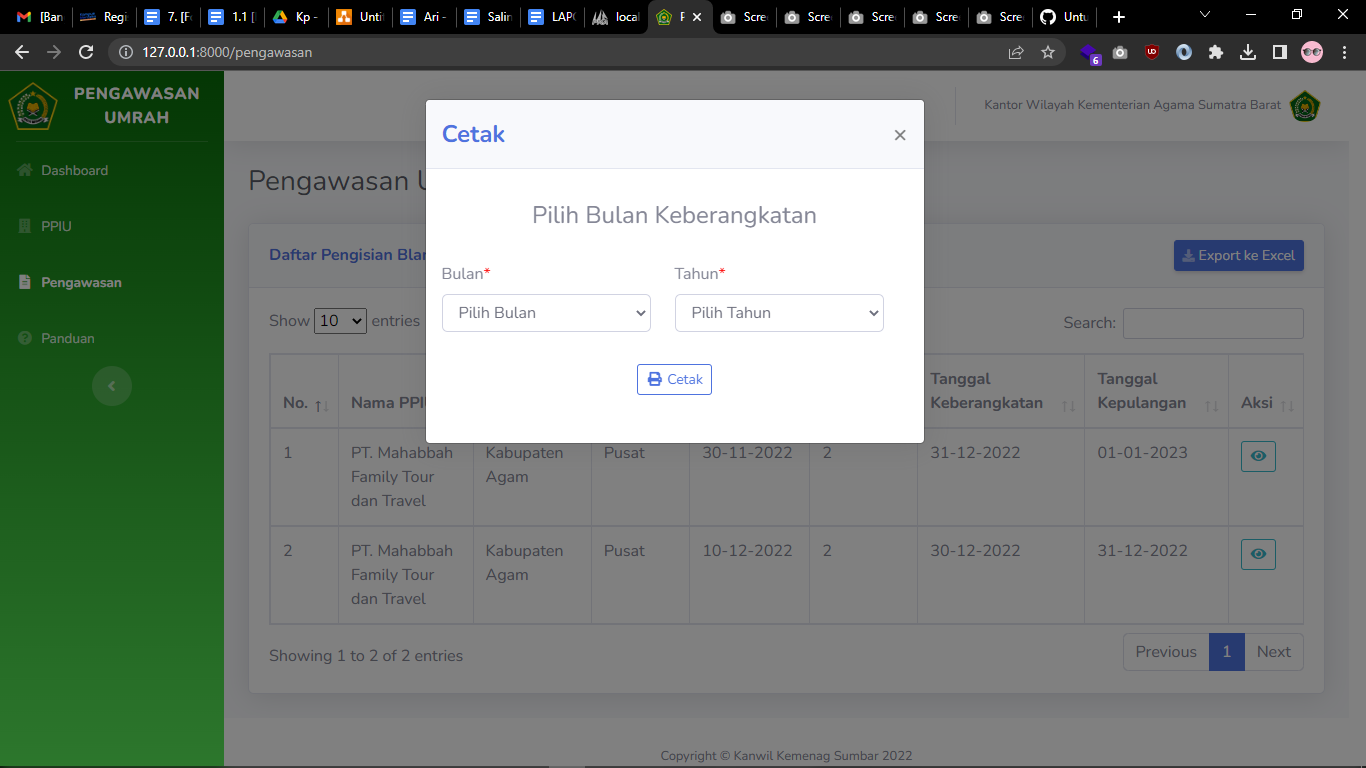 [Ban
Regi
7. [F
1.1 [
Kp -
Unti
Ari -
Salin
LAPO
local
F
Scre
Scre
Scre
Scre
Scre
Untu
127.0.0.1:8000/pengawasan
6
PENGAWASAN
UMRAH
Dashboard
PPIU
Pengawasan
Panduan
Kantor Wilayah Kementerian Agama Sumatra Barat
Pengawasan U
Daftar Pengisian Blan
Export ke Excel
Cetak
×
Pilih Bulan Keberangkatan
Bulan* Tahun*
Pilih Bulan Pilih Tahun
Cetak
Show 10 entries
Search:
No. Nama PPI Tanggal Keberangkatan Tanggal Kepulangan Aksi
1 PT. Mahabbah Family Tour dan Travel Kabupaten Agam Pusat 30-11-2022 2 31-12-2022 01-01-2023
2 PT. Mahabbah Family Tour dan Travel Kabupaten Agam Pusat 10-12-2022 2 30-12-2022 31-12-2022
Showing 1 to 2 of 2 entries
Previous 1 Next
Copyright © Kanwil Kemenag Sumbar 2022